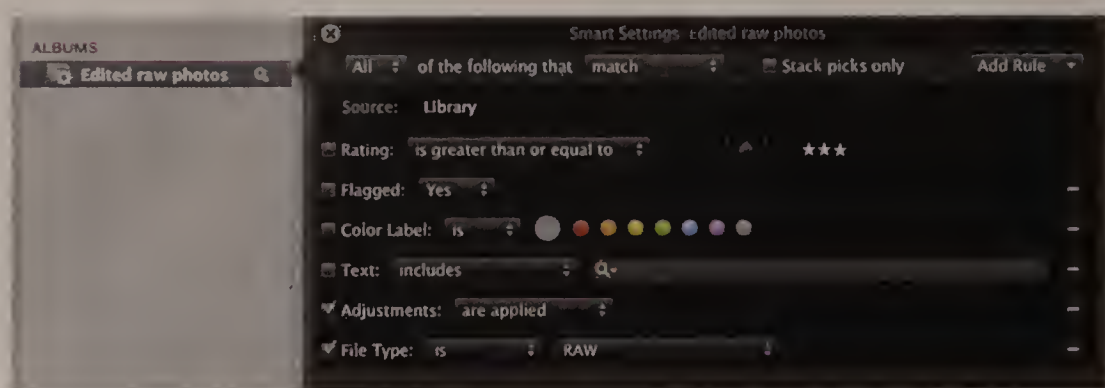 ALBUMS
Edited raw photos
Smart Settings Edited raw photos
All of the following that match Stack picks only Add Rule
Source: Library
Rating: is greater than or equal to ★★★
Flagged: Yes
Color Label: is
Text: includes
Adjustments: are applied
File Type: is RAW